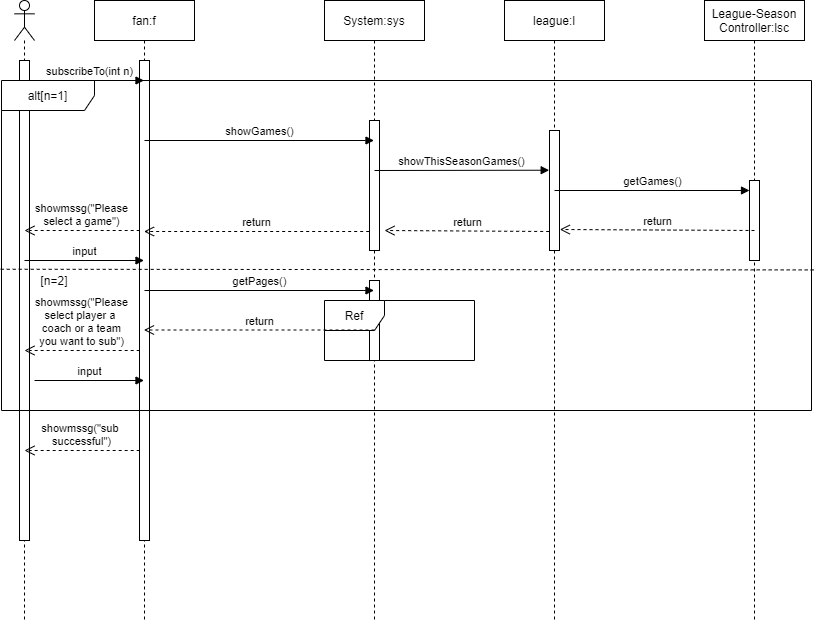 fan:f
System:sys
league:l
League-Season
Controller:lsc
subscribeTo(int n)
alt[n=1]
showGames()
showThisSeasonGames()
getGames()
showmssg("Please
select a game")
return
return
return
input
[n=2]
getPages()
showmssg("Please
select player a
coach or a team
you want to sub")
Ref
return
input
showmssg("sub
successful")